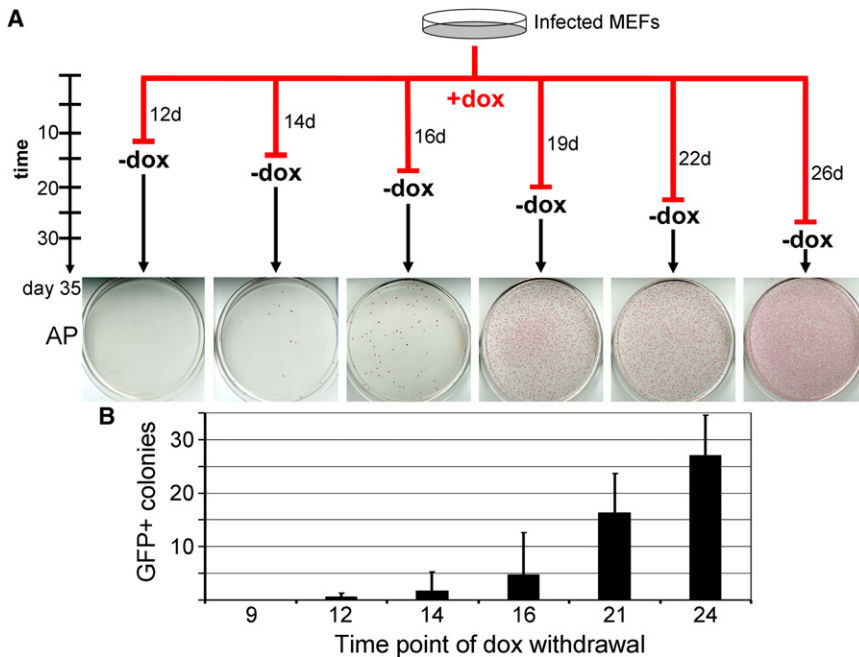 A
Infected MEFs
+dox
time
10
20
30
12d
14d
16d
19d
22d
26d
-dox
-dox
-dox
-dox
-dox
-dox
day 35
AP
B
GFP+ colonies
30
20
10
9 12 14 16 21 24
Time point of dox withdrawal